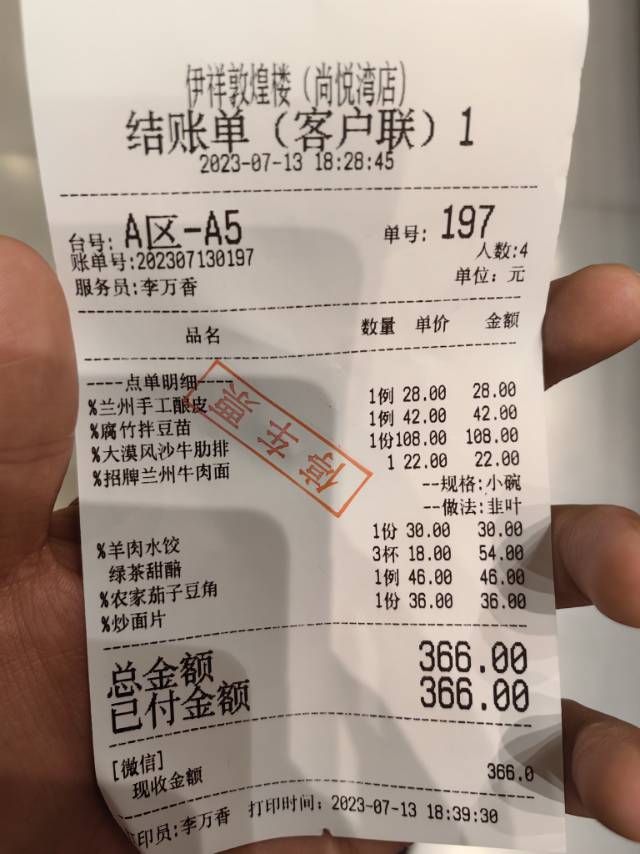 伊祥敦煌楼（尚悦湾店）
结账单（客户联）1
2023-07-13 18:28:45
台号: A区-A5 单号: 197
账单号:202307130197 人数:4
服务员:李万香 单位: 元
品名 数量 单价 金额
----点单明细----
%兰州手工酿皮 1例 28.00 28.00
%腐竹拌豆苗 1例 42.00 42.00
%大漠风沙牛肋排 1份108.00 108.00
%招牌兰州牛肉面 1 22.00 22.00
--规格:小碗
--做法:韭叶
%羊肉水饺 1份 30.00 30.00
绿茶甜醅 3杯 18.00 54.00
%农家茄子豆角 1例 46.00 46.00
%炒面片 1份 36.00 36.00
停车票
总金额 366.00
已付金额 366.00
[微信]
现收金额 366.0
印员:李万香 打印时间: 2023-07-13 18:39:30